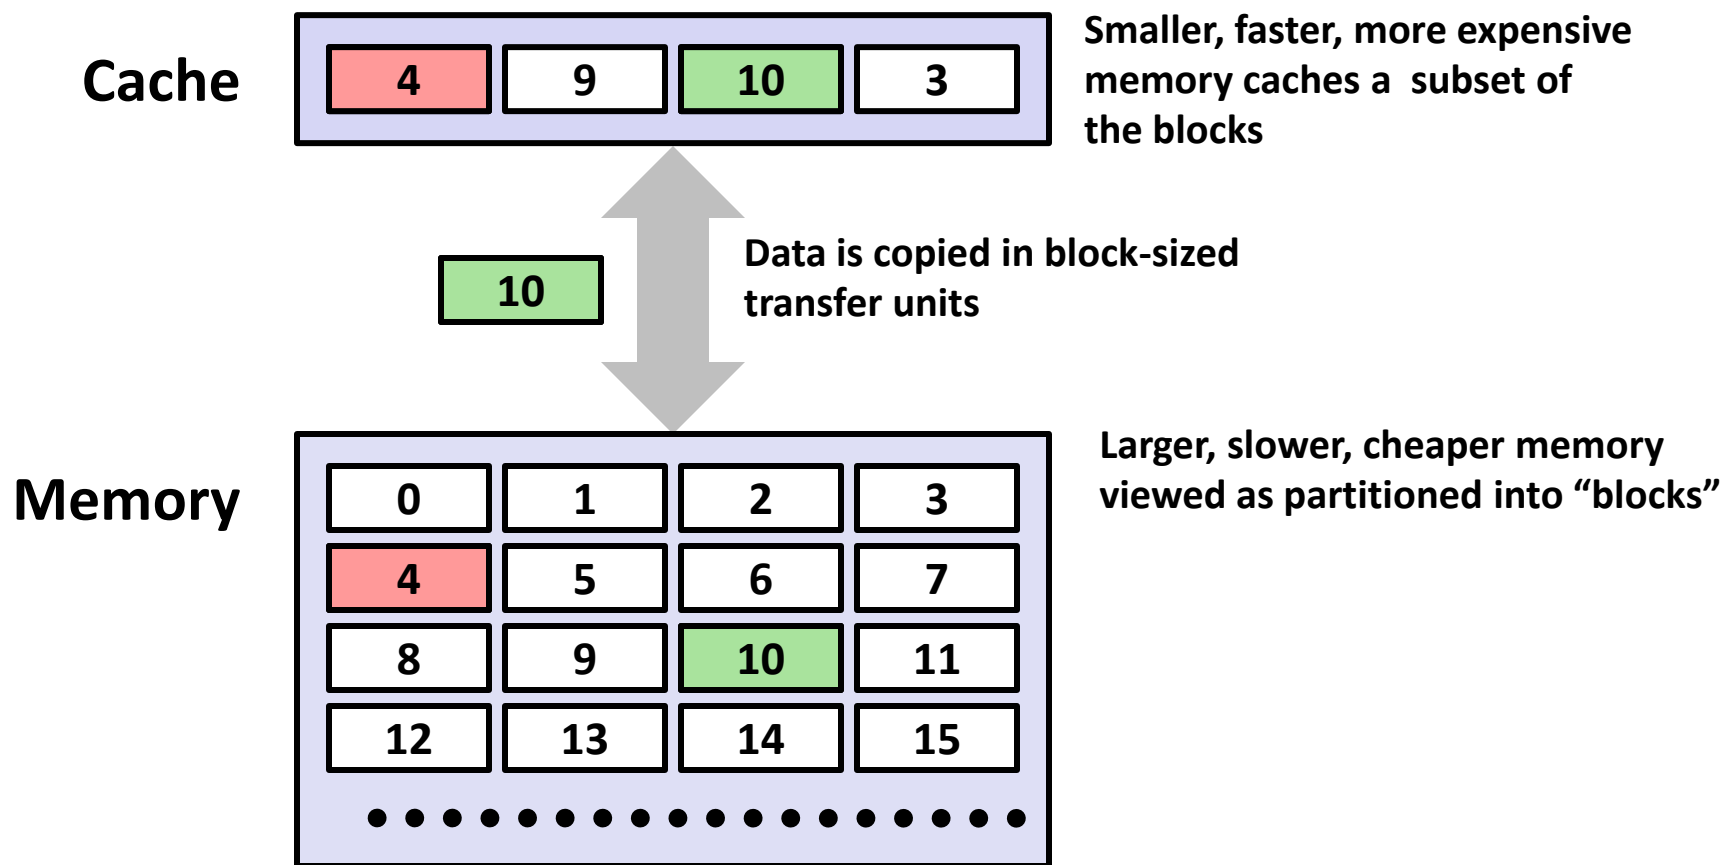 Cache
4 9 10 3
Smaller, faster, more expensive
memory caches a  subset of
the blocks
10
Data is copied in block-sized
transfer units
Memory
0 1 2 3
4 5 6 7
8 9 10 11
12 13 14 15
Larger, slower, cheaper memory
viewed as partitioned into “blocks”